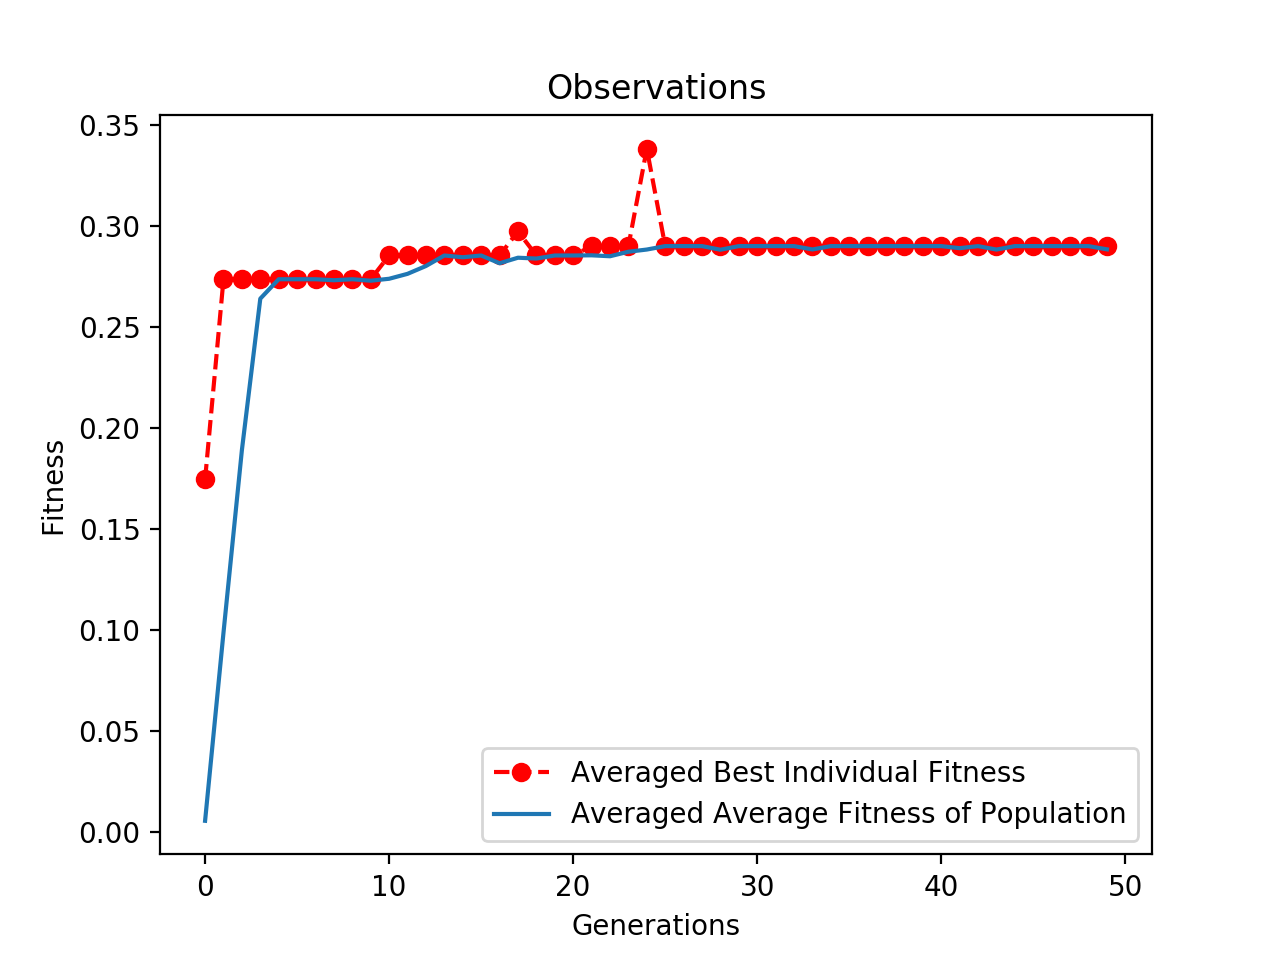 Observations
0.35
0.30
0.25
0.20
0.15
0.10
0.05
0.00
Fitness
Averaged Best Individual Fitness
Averaged Average Fitness of Population
0 10 20 30 40 50
Generations